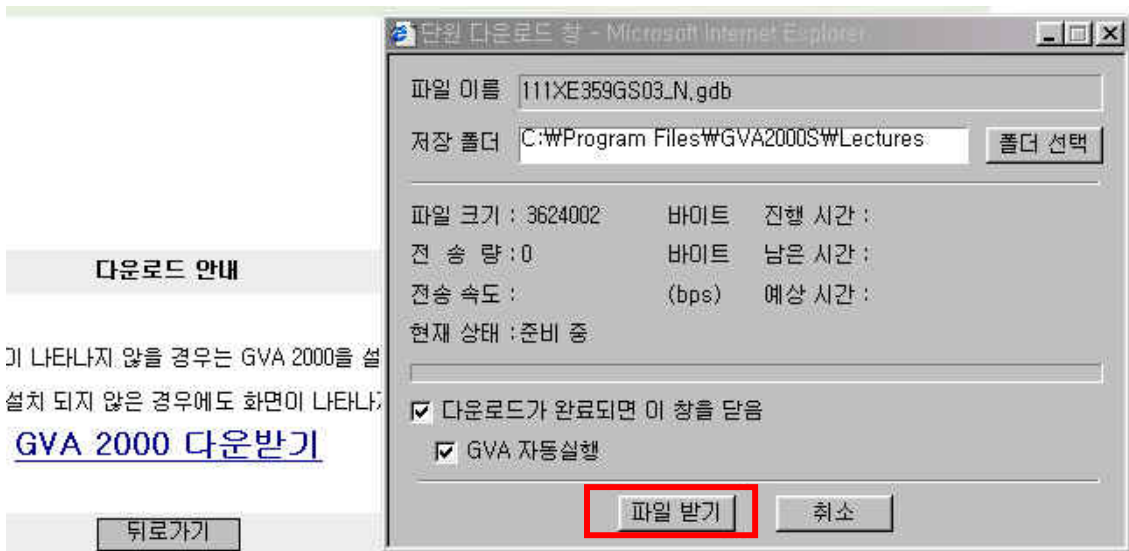 단원 다운로드 창 - Microsoft Internet Explorer
파일 이름 111XE359GS03_N.gdb
저장 폴더 C:₩Program Files₩GVA2000S₩Lectures 폴더 선택
파일 크기 : 3624002 바이트 진행 시간 :
전 송 량 : 0 바이트 남은 시간 :
전송 속도 : (bps) 예상 시간 :
현재 상태 : 준비 중
다운로드가 완료되면 이 창을 닫음
GVA 자동실행
파일 받기 취소
다운로드 안내
이 나타나지 않을 경우는 GVA 2000을 설
설치 되지 않은 경우에도 화면이 나타나지
GVA 2000 다운받기
뒤로가기